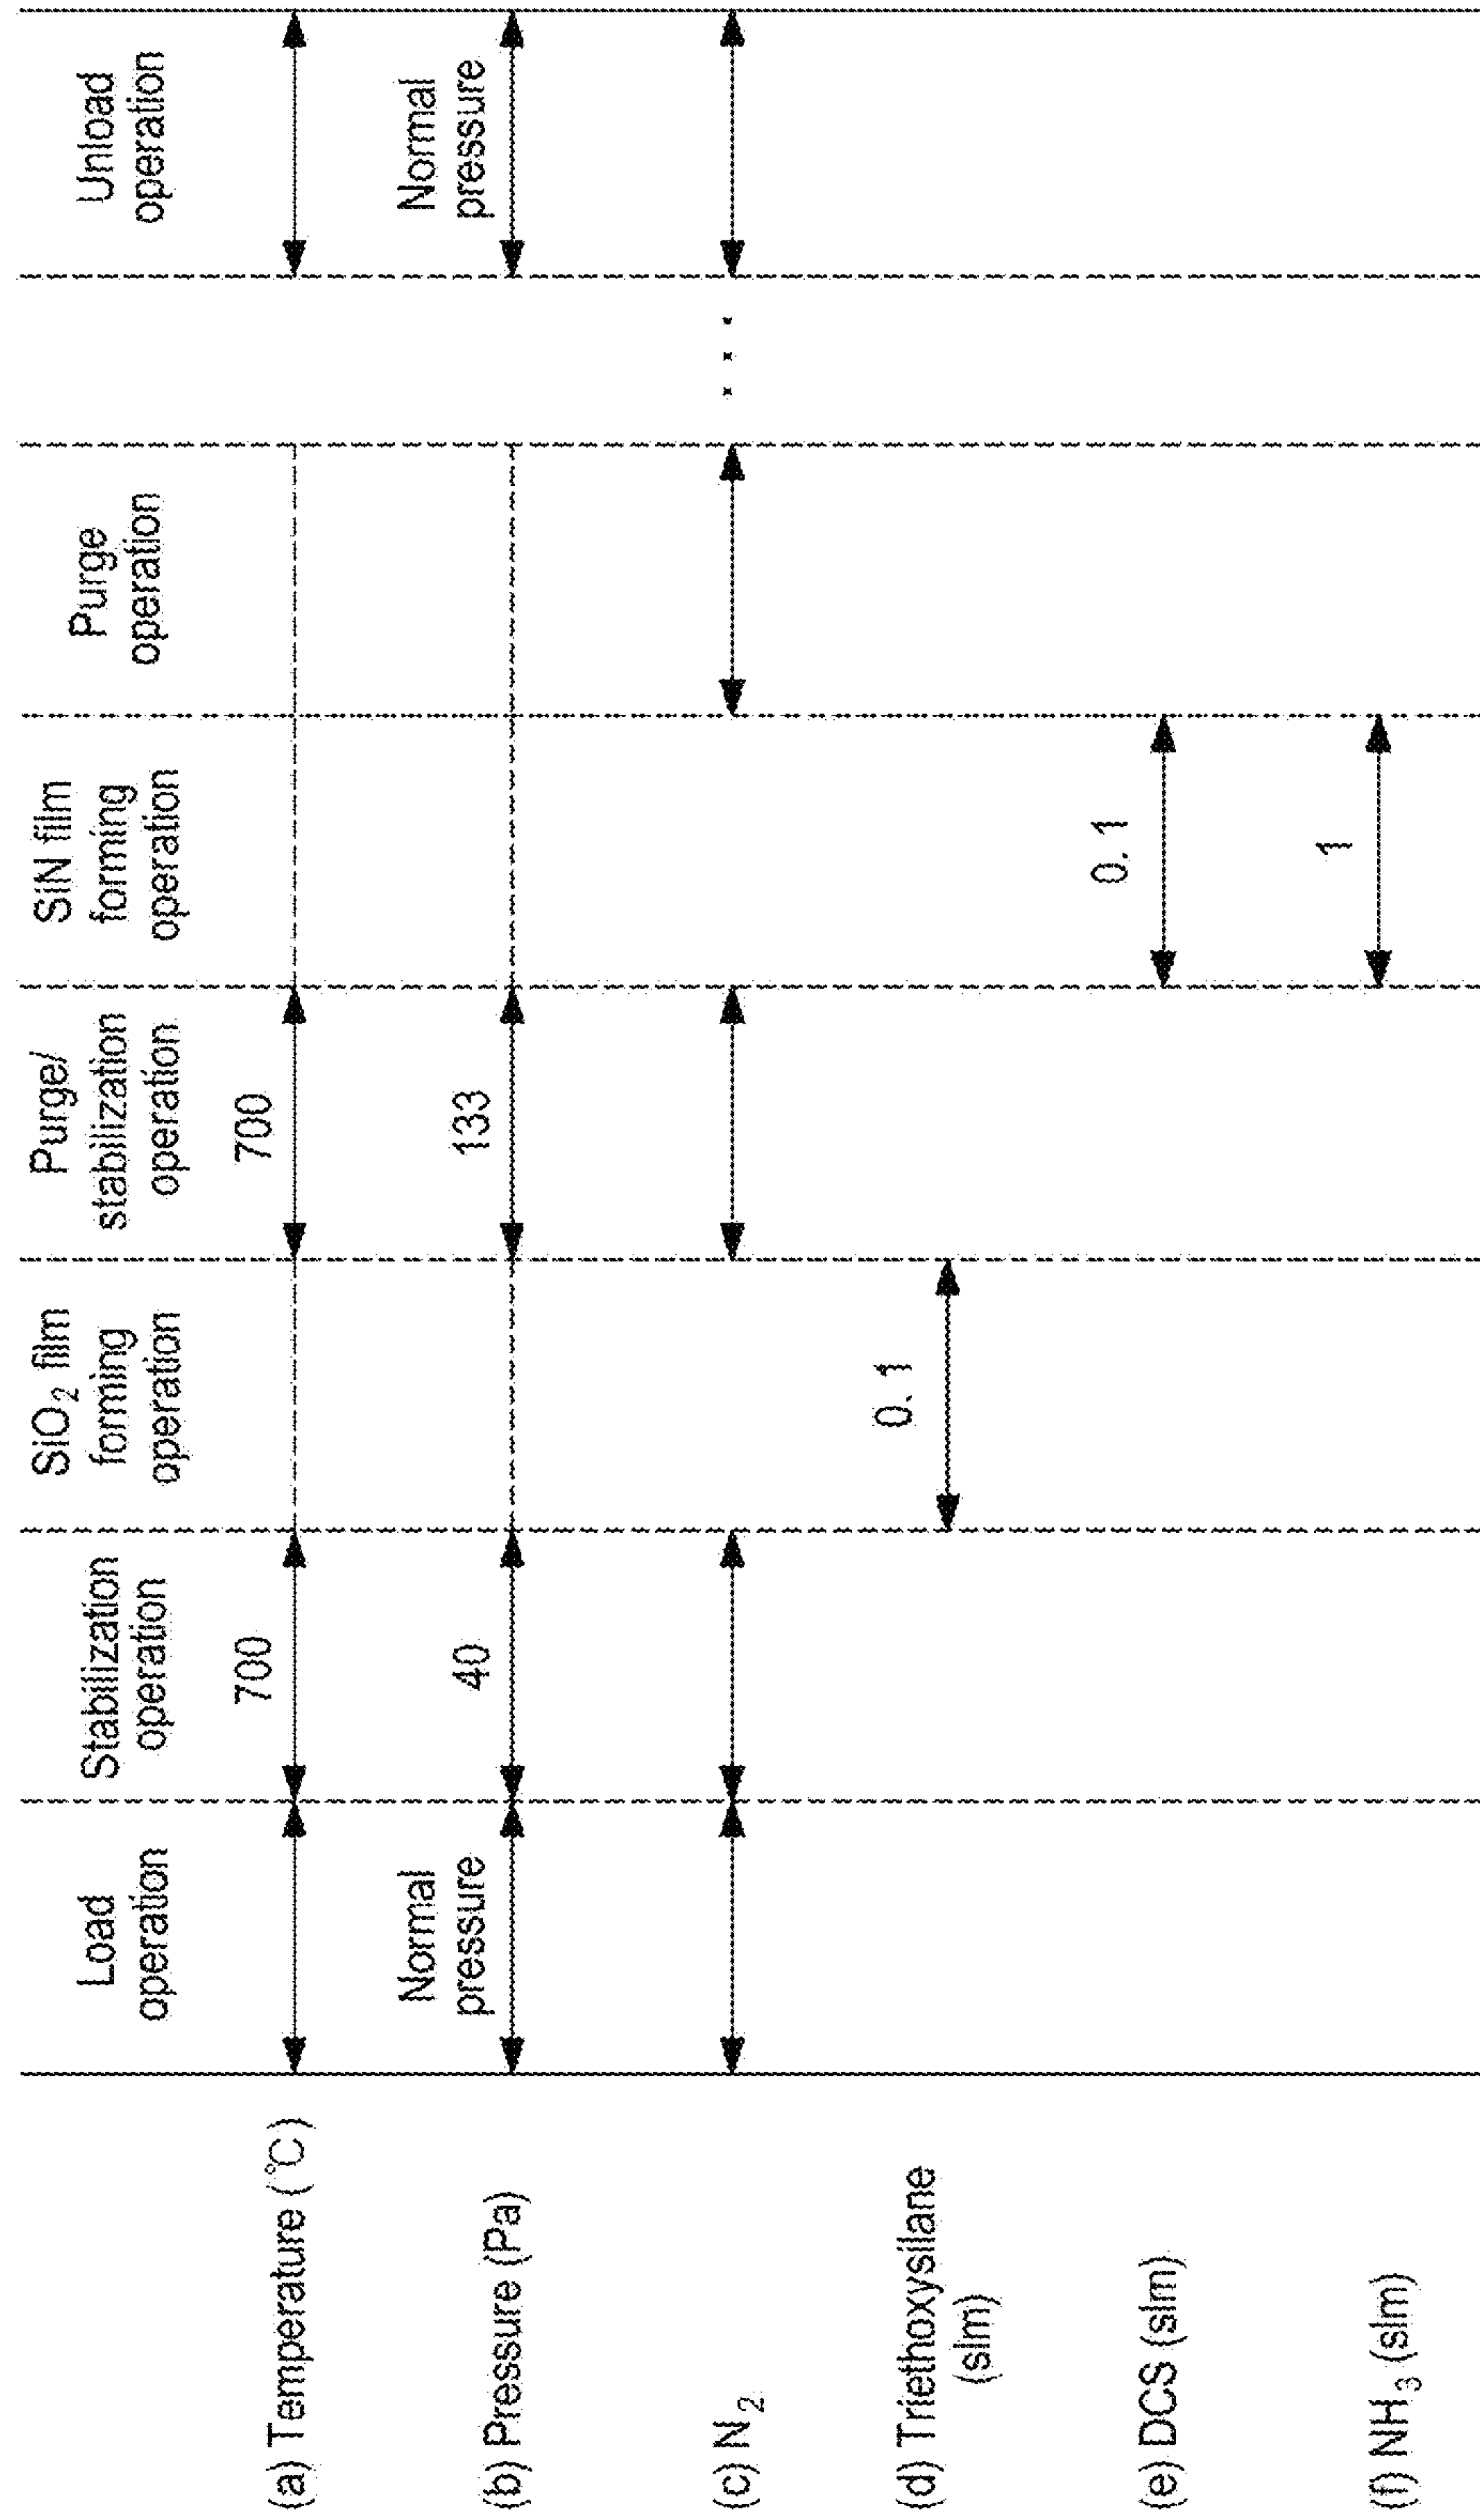 Load
operation
Stabilization
operation
SiO₂ film
forming
operation
Purge/
stabilization
operation
SiN film
forming
operation
Purge
operation
Unload
operation
(a) Temperature (℃)
700
700
(b) Pressure (Pa)
Normal
pressure
40
133
Normal
pressure
(c) N₂
. . .
(d) Triethoxysilane
(slm)
0. 1
(e) DCS (slm)
0. 1
(f) NH₃ (slm)
1